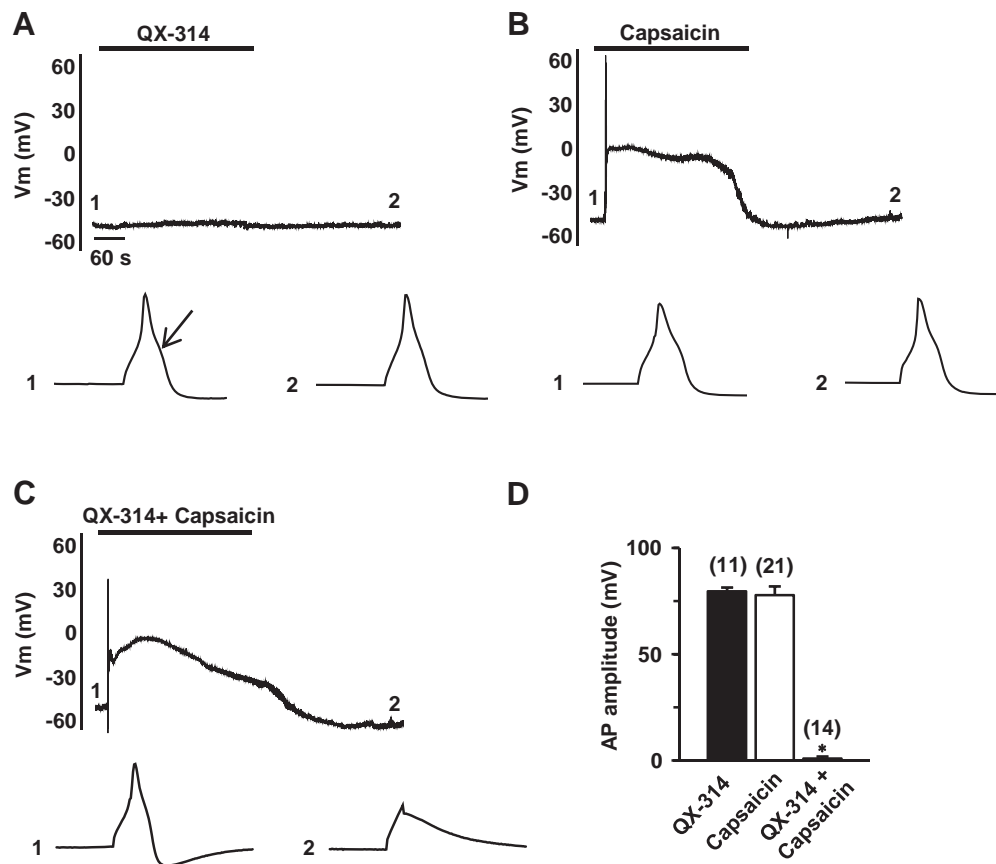 A
QX-314
60
30
0
-30
-60
Vm (mV)
1
2
60 s
1
2
B
Capsaicin
60
30
0
-30
-60
Vm (mV)
1
2
1
2
C
QX-314+ Capsaicin
60
30
0
-30
-60
Vm (mV)
1
2
1
2
D
100
50
0
AP amplitude (mV)
(11) (21)
(14)
*
QX-314
Capsaicin
QX-314 +
Capsaicin